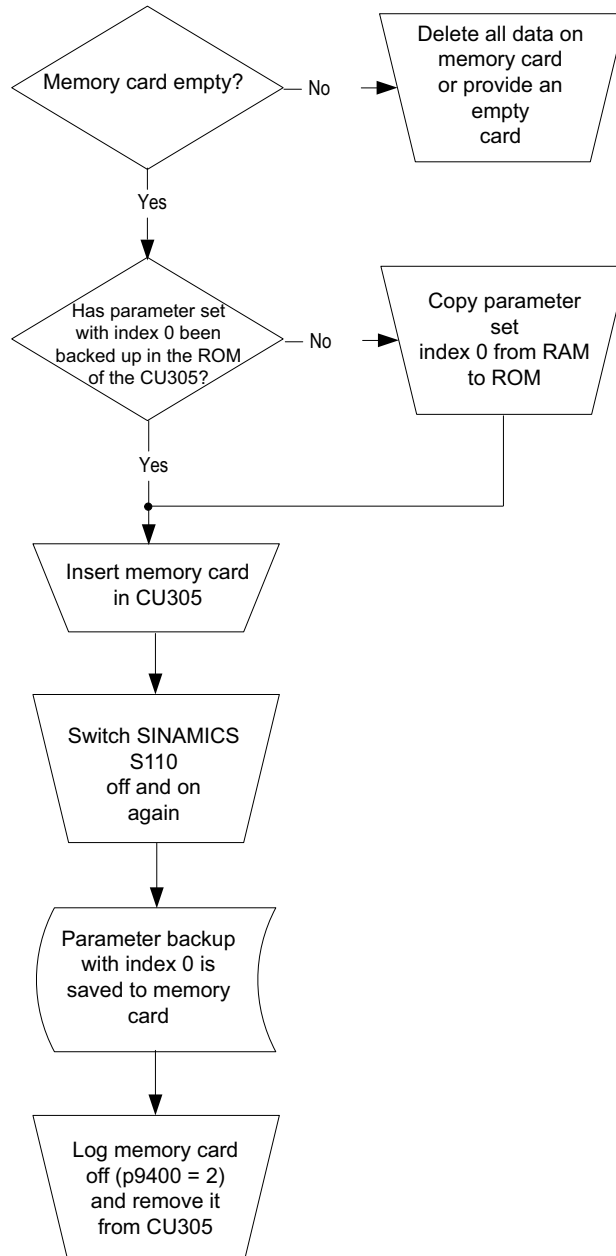 Memory card empty?
No
Delete all data on
memory card
or provide an
empty
card
Yes
Has parameter set
with index 0 been
backed up in the ROM
of the CU305?
No
Copy parameter
set
index 0 from RAM
to ROM
Yes
Insert memory card
in CU305
Switch SINAMICS
S110
off and on
again
Parameter backup
with index 0 is
saved to memory
card
Log memory card
off (p9400 = 2)
and remove it
from CU305